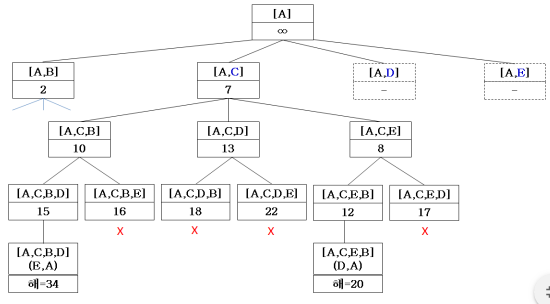 [A]
∞
[A,B]
2
[A,C]
7
[A,D]
–
[A,E]
–
[A,C,B]
10
[A,C,D]
13
[A,C,E]
8
[A,C,B,D]
15
[A,C,B,E]
16
[A,C,D,B]
18
[A,C,D,E]
22
[A,C,E,B]
12
[A,C,E,D]
17
X
X
X
X
[A,C,B,D]
(E,A)
해=34
[A,C,E,B]
(D,A)
해=20